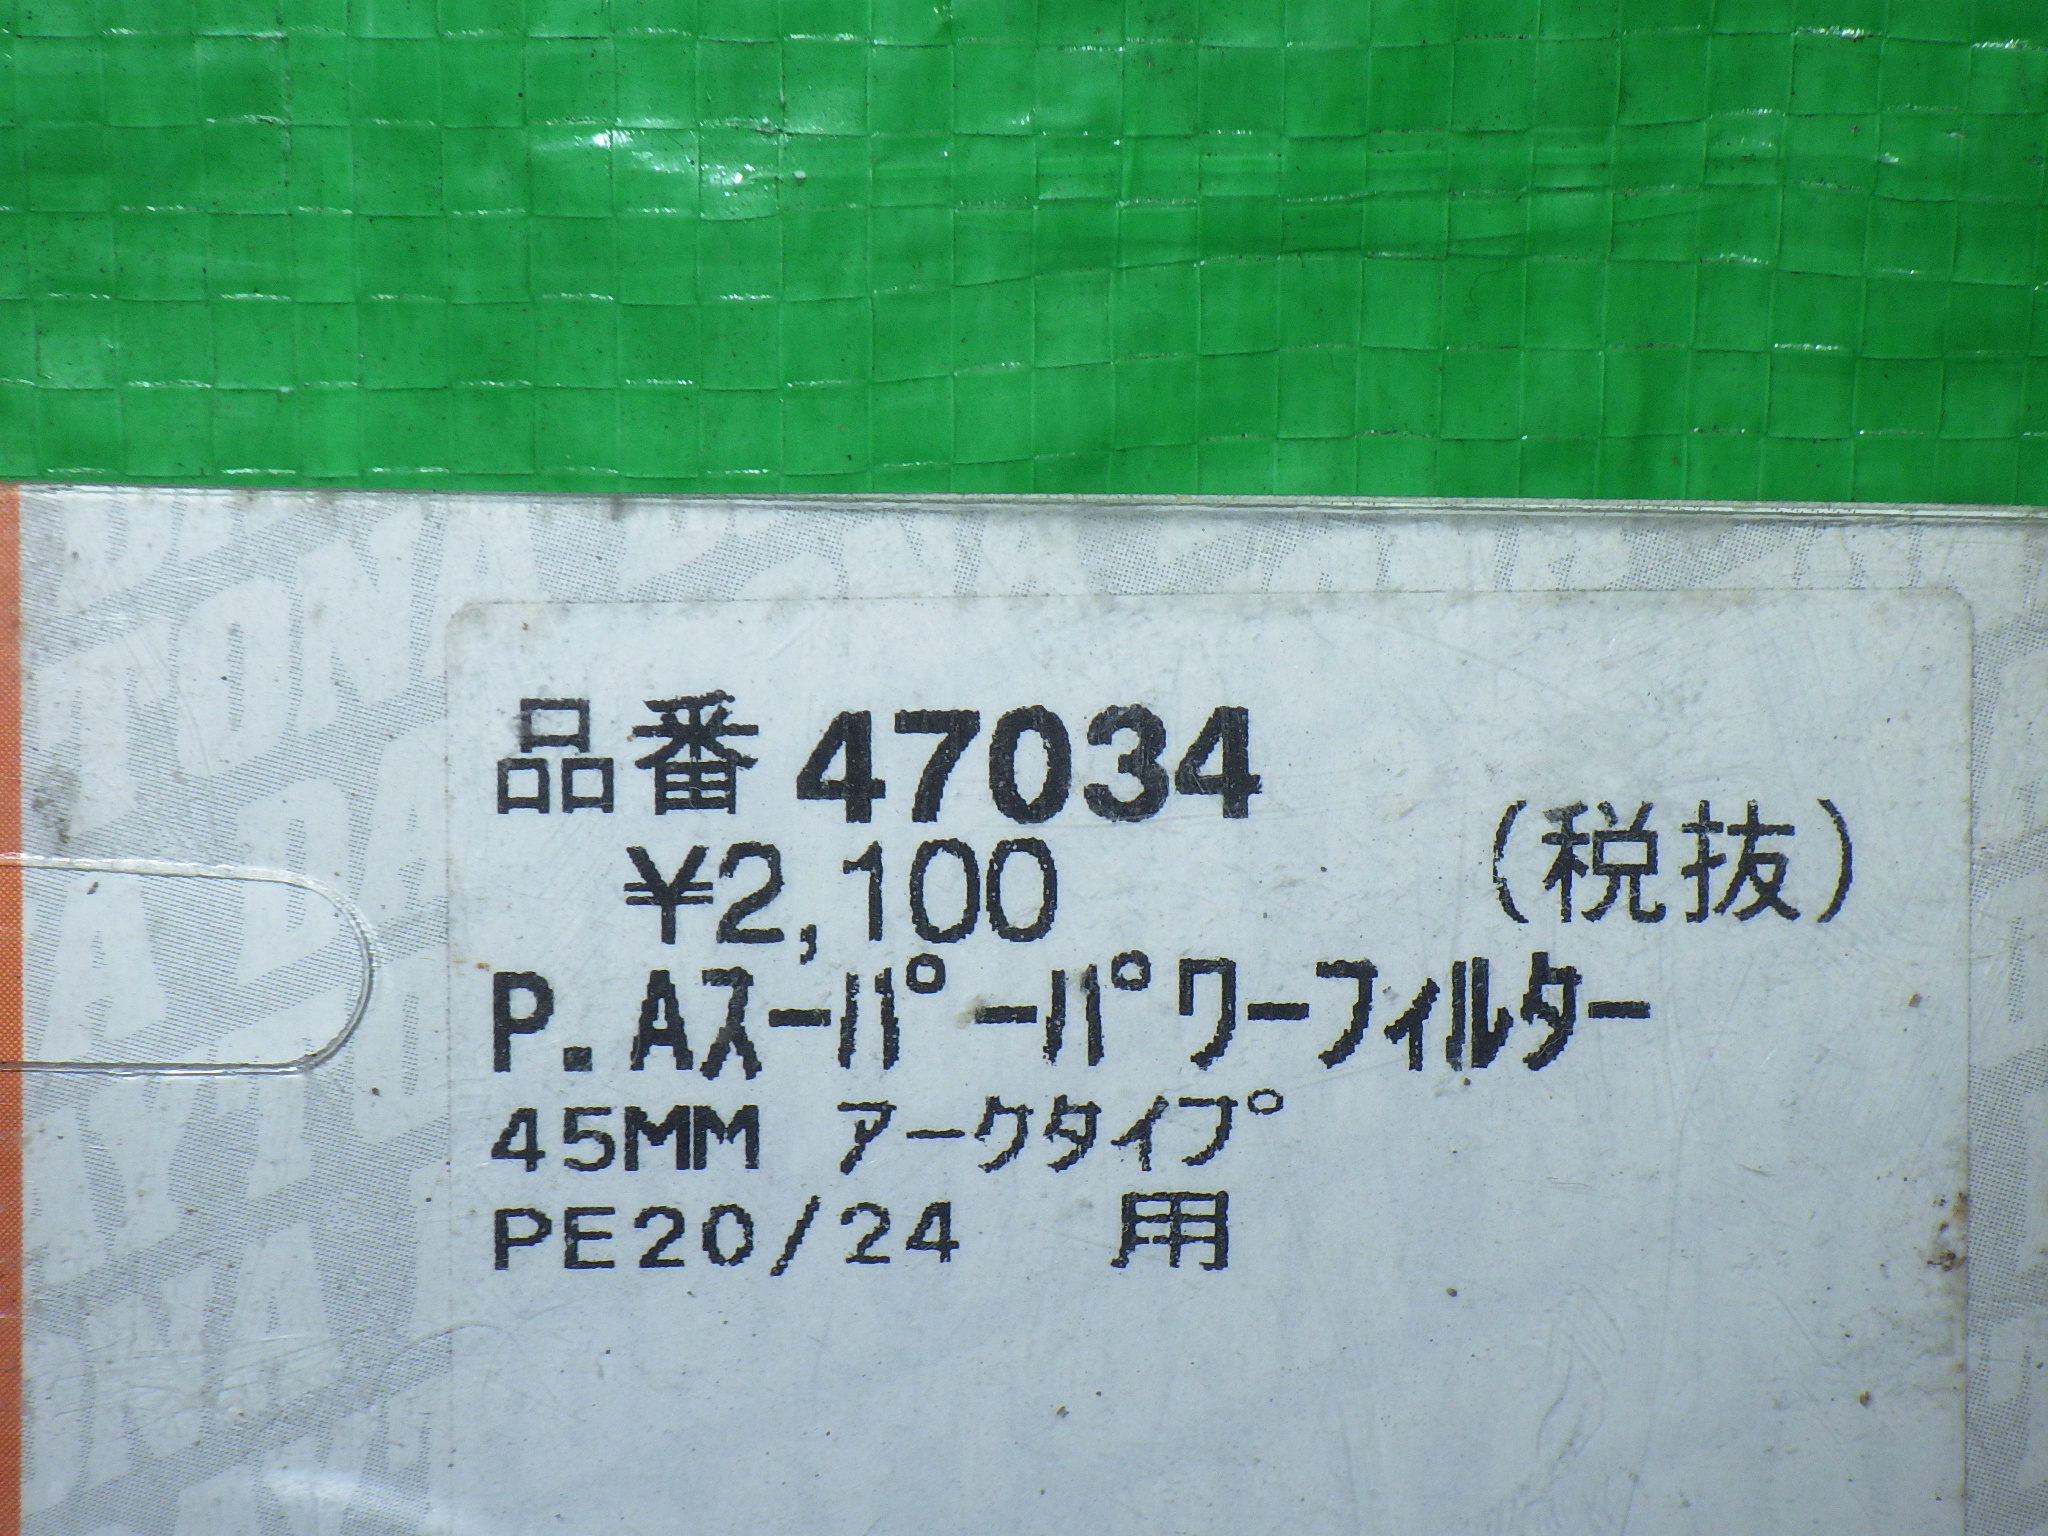 品番 47034
¥2,100 (税抜)
P.Aスーパーパワーフィルター
45MM アークタイプ
PE20/24 用